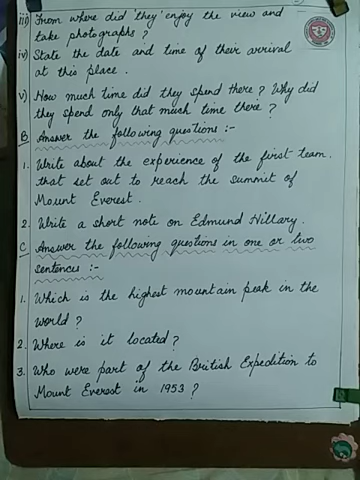 iii) From where did 'they' enjoy the view and
take photographs?
iv) State the date and time of their arrival
at this place.
v) How much time did they spend there? Why did
they spend only that much time there?
B Answer the following questions :-
1. Write about the experience of the first team
that set out to reach the summit of
Mount Everest.
2. Write a short note on Edmund Hillary.
C Answer the following questions in one or two
sentences :-
1. Which is the highest mountain peak in the
world?
2. Where is it located?
3. Who were part of the British Expedition to
Mount Everest in 1953?